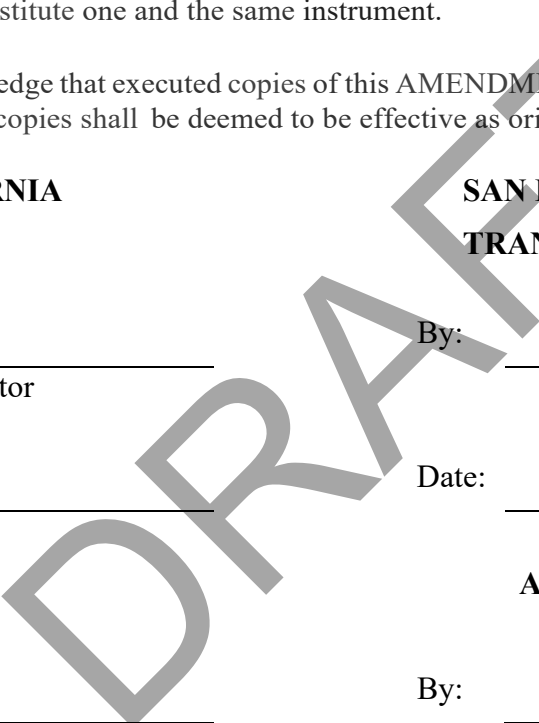 stitute one and the same instrument.
edge that executed copies of this AMENDME
copies shall be deemed to be effective as ori
RNIA
SAN
TRAN
By:
tor
Date:
A
By:
DRAFT